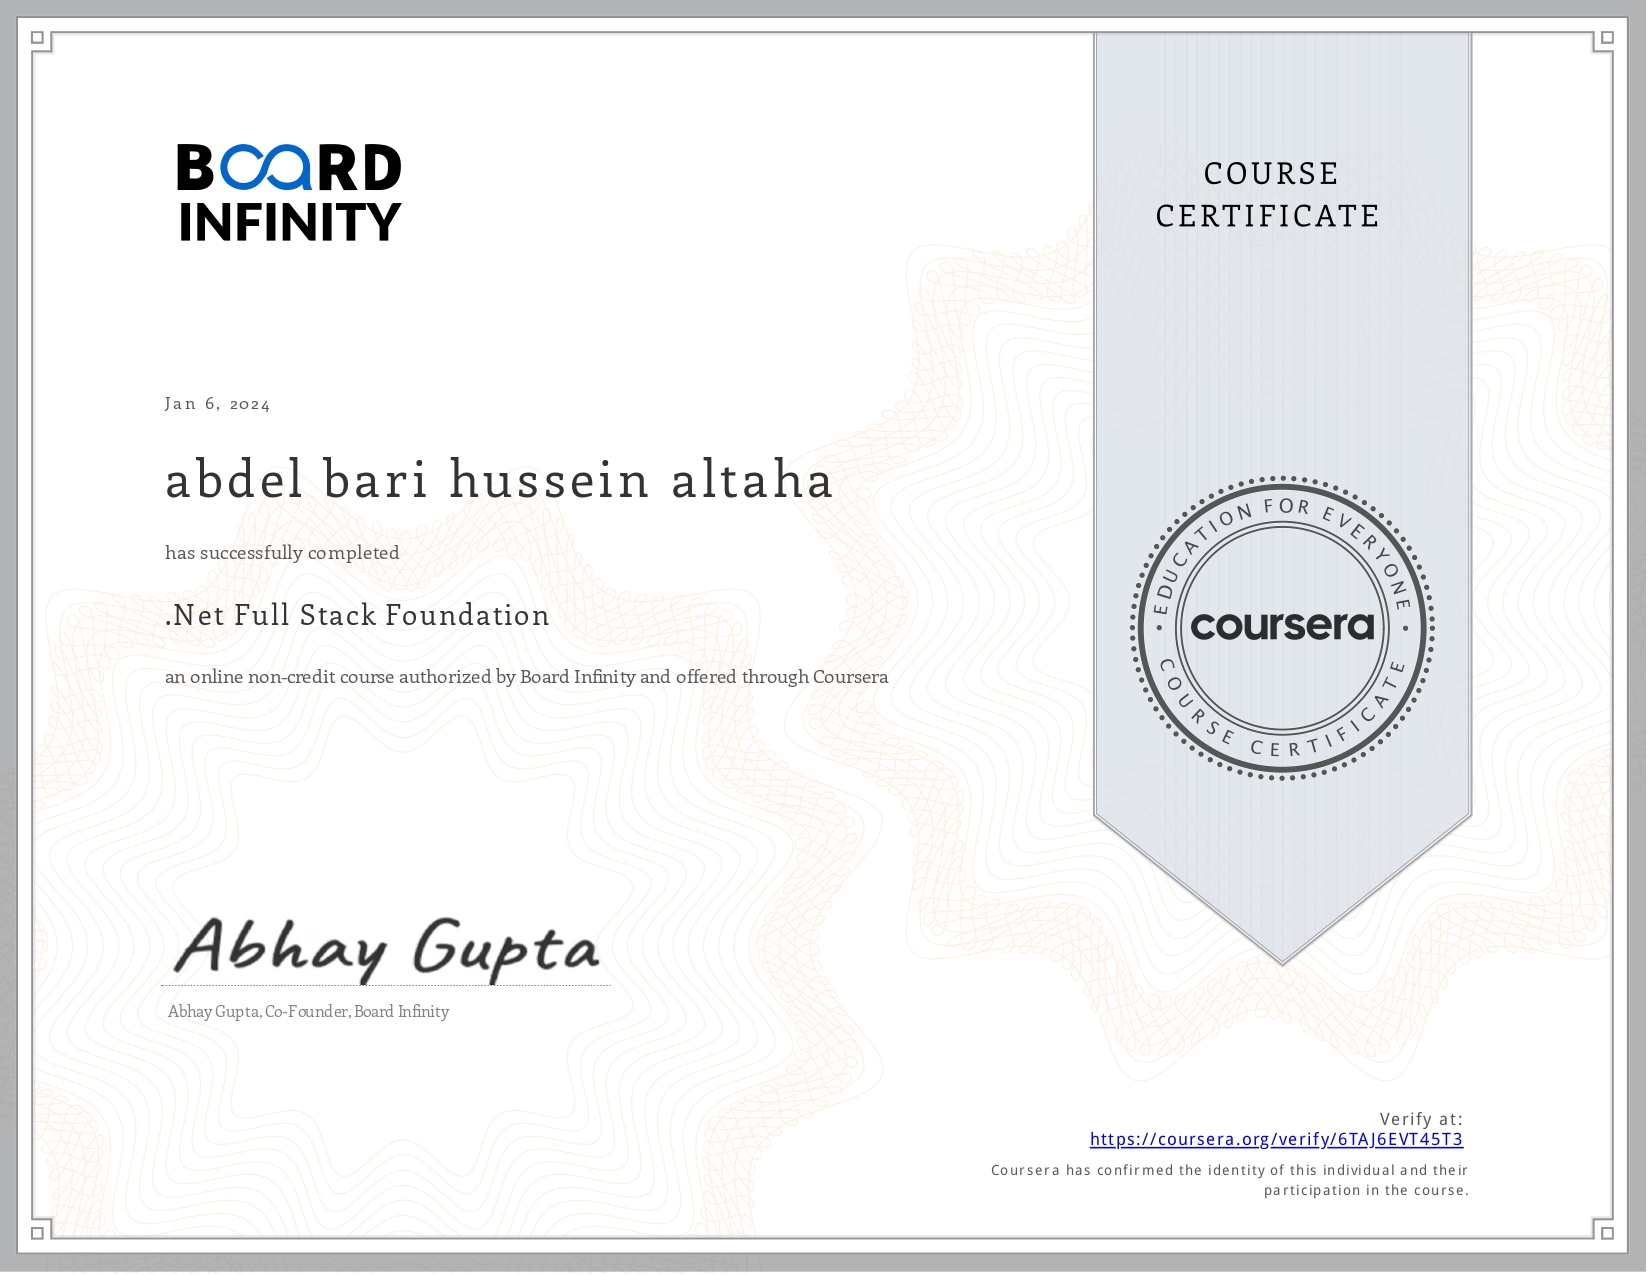 BOARD
INFINITY
COURSE
CERTIFICATE
Jan 6, 2024
abdel bari hussein altaha
has successfully completed
.Net Full Stack Foundation
an online non-credit course authorized by Board Infinity and offered through Coursera
EDUCATION FOR EVERYONE
coursera
COURSE CERTIFICATE
Abhay Gupta
Abhay Gupta, Co-Founder, Board Infinity
Verify at:
https://coursera.org/verify/6TAJ6EVT45T3
Coursera has confirmed the identity of this individual and their
participation in the course.